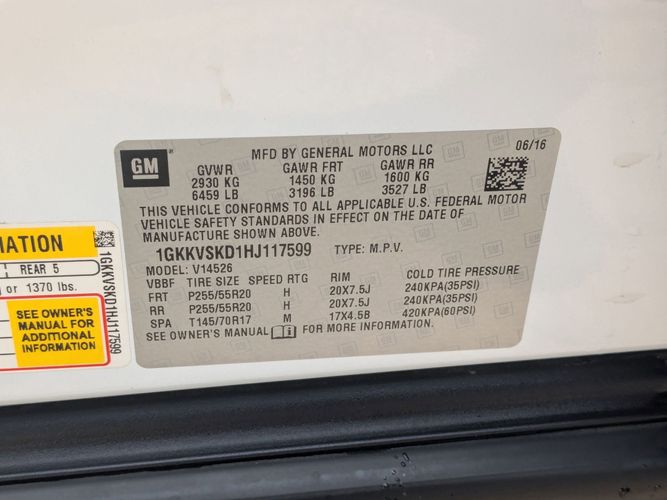 GM
MFD BY GENERAL MOTORS LLC
06/16
GVWR GAWR FRT GAWR RR
2930 KG 1450 KG 1600 KG
6459 LB 3196 LB 3527 LB
THIS VEHICLE CONFORMS TO ALL APPLICABLE U.S. FEDERAL MOTOR
VEHICLE SAFETY STANDARDS IN EFFECT ON THE DATE OF
MANUFACTURE SHOWN ABOVE.
1GKKVSKD1HJ117599 TYPE: M.P.V.
MODEL: V14526
VBBF TIRE SIZE SPEED RTG RIM COLD TIRE PRESSURE
FRT P255/55R20 H 20X7.5J 240KPA(35PSI)
RR P255/55R20 H 20X7.5J 240KPA(35PSI)
SPA T145/70R17 M 17X4.5B 420KPA(60PSI)
SEE OWNER'S MANUAL FOR MORE INFORMATION.
MATION
REAR 5
or 1370 lbs.
SEE OWNER'S
MANUAL FOR
ADDITIONAL
INFORMATION
1GKKVSKD1HJ117599